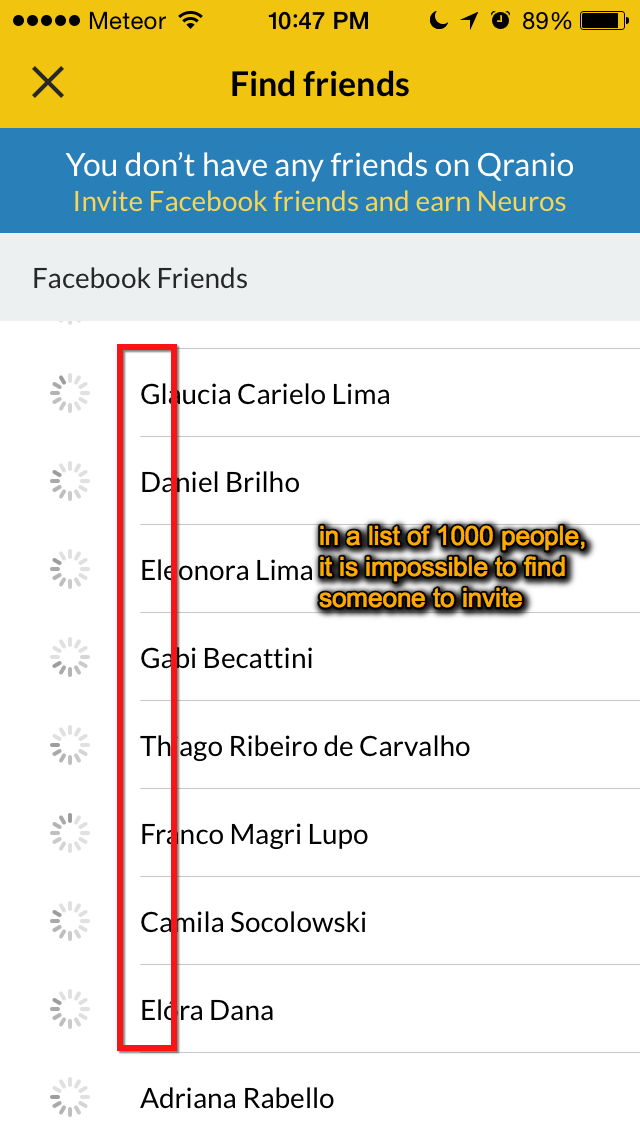 Meteor 10:47 PM 89%
Find friends
You don't have any friends on Qranio
Invite Facebook friends and earn Neuros
Facebook Friends
Glaucia Carielo Lima
Daniel Brilho
in a list of 1000 people,
Eleonora Lima it is impossible to find
someone to invite
Gabi Becattini
Thiago Ribeiro de Carvalho
Franco Magri Lupo
Camila Socolowski
Elóra Dana
Adriana Rabello